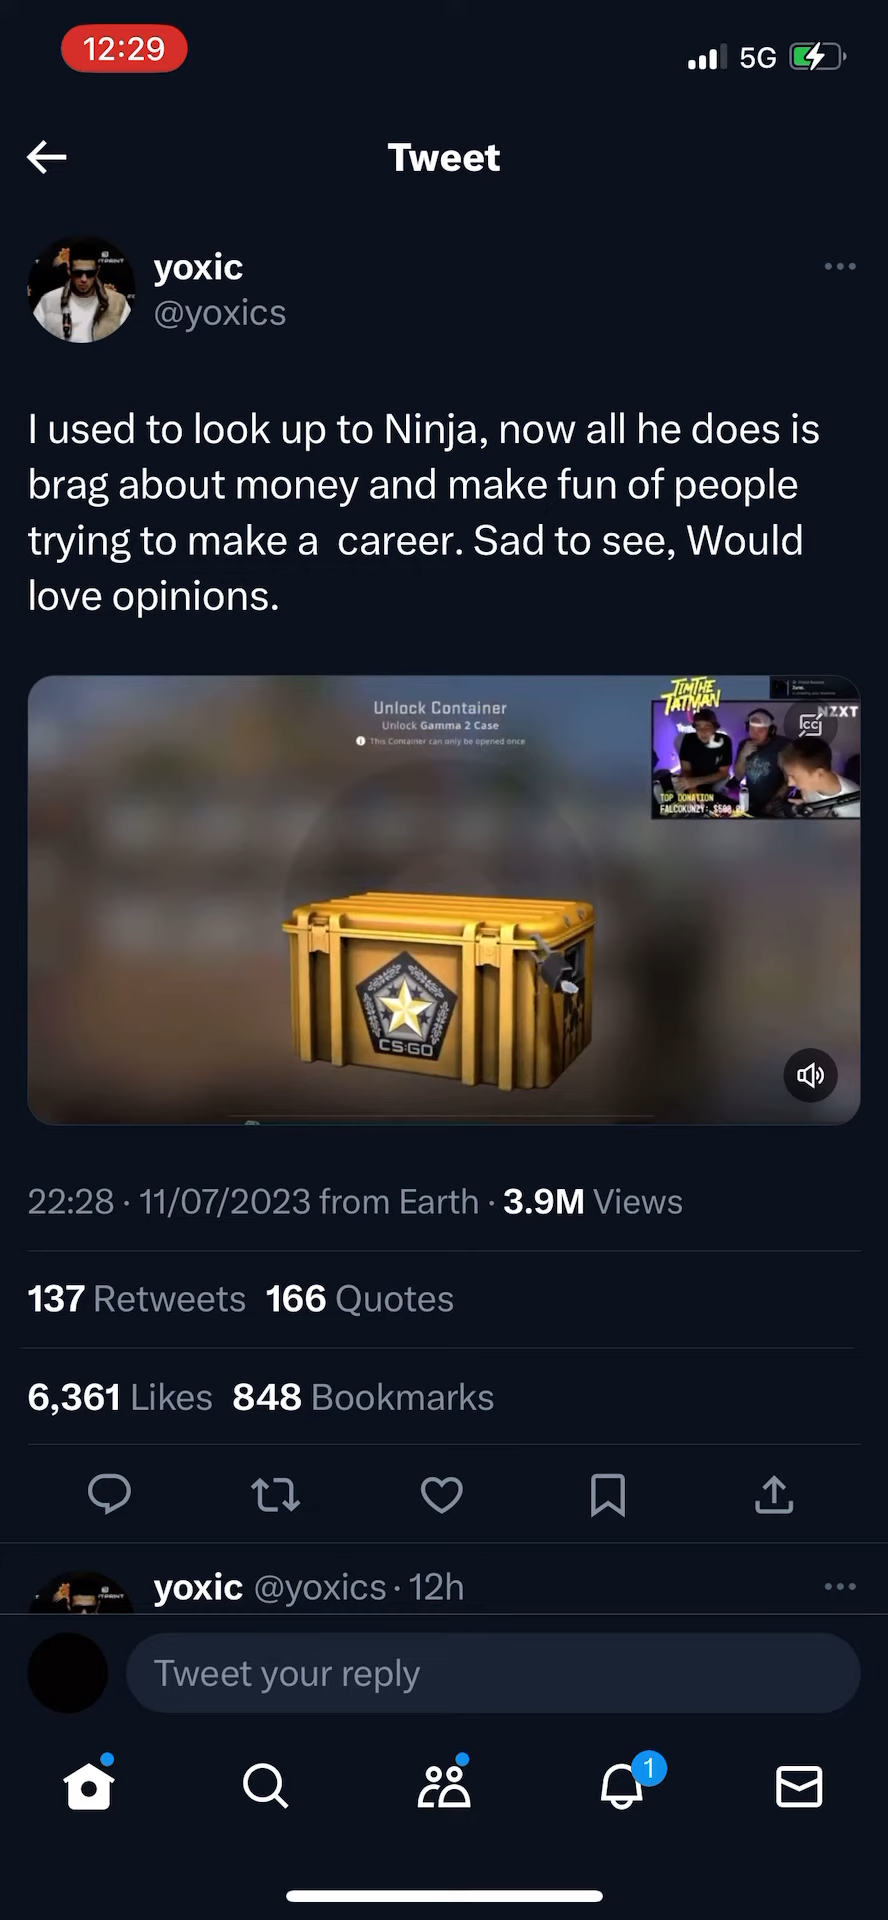 12:29
5G
Tweet
yoxic
@yoxics
I used to look up to Ninja, now all he does is
brag about money and make fun of people
trying to make a  career. Sad to see, Would
love opinions.
Unlock Container
Unlock Gamma 2 Case
This Container can only be opened once
TIMTHE
TATMAN
NZXT
CC
TOP DONATION
CS:GO
22:28 · 11/07/2023 from Earth · 3.9M Views
137 Retweets 166 Quotes
6,361 Likes 848 Bookmarks
yoxic @yoxics · 12h
Tweet your reply
1